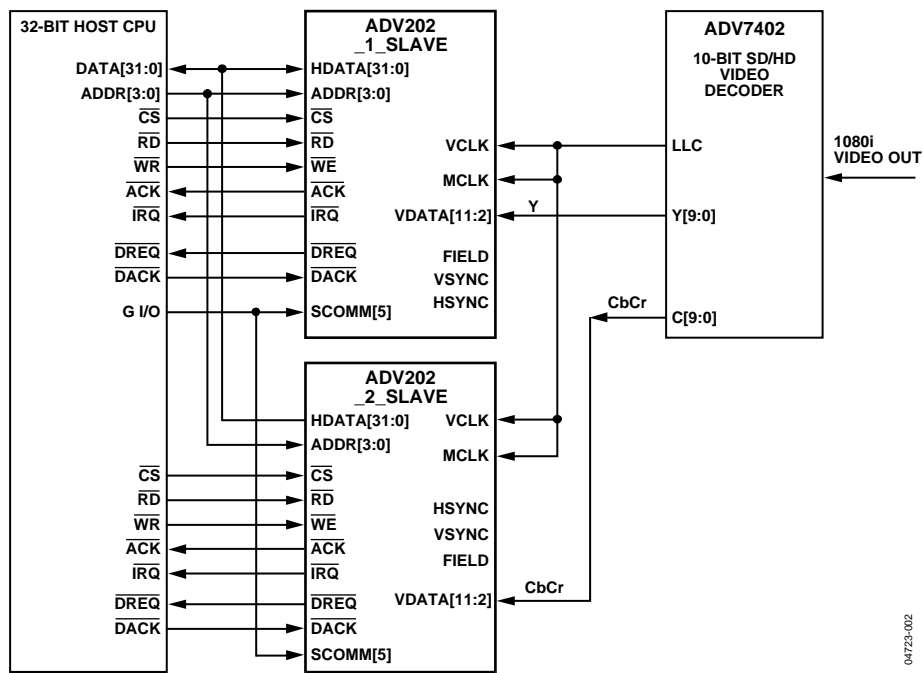 32-BIT HOST CPU
DATA[31:0]
ADDR[3:0]
CS
RD
WR
ACK
IRQ
DREQ
DACK
G I/O
CS
RD
WR
ACK
IRQ
DREQ
DACK
ADV202
_1_SLAVE
HDATA[31:0]
ADDR[3:0]
CS
RD
WE
ACK
IRQ
DREQ
DACK
SCOMM[5]
VCLK
MCLK
VDATA[11:2]
FIELD
VSYNC
HSYNC
Y
ADV202
_2_SLAVE
HDATA[31:0]
ADDR[3:0]
CS
RD
WE
ACK
IRQ
DREQ
DACK
SCOMM[5]
VCLK
MCLK
HSYNC
VSYNC
FIELD
VDATA[11:2]
CbCr
CbCr
ADV7402
10-BIT SD/HD
VIDEO
DECODER
LLC
Y[9:0]
C[9:0]
1080i
VIDEO OUT
04723-002